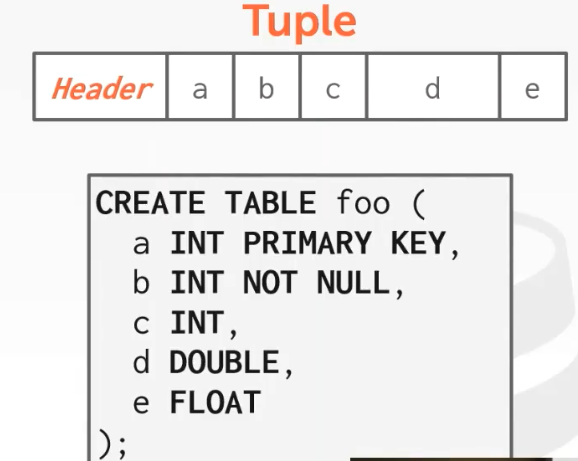 Tuple
Header a b c d e
CREATE TABLE foo (
a INT PRIMARY KEY,
b INT NOT NULL,
c INT,
d DOUBLE,
e FLOAT
);